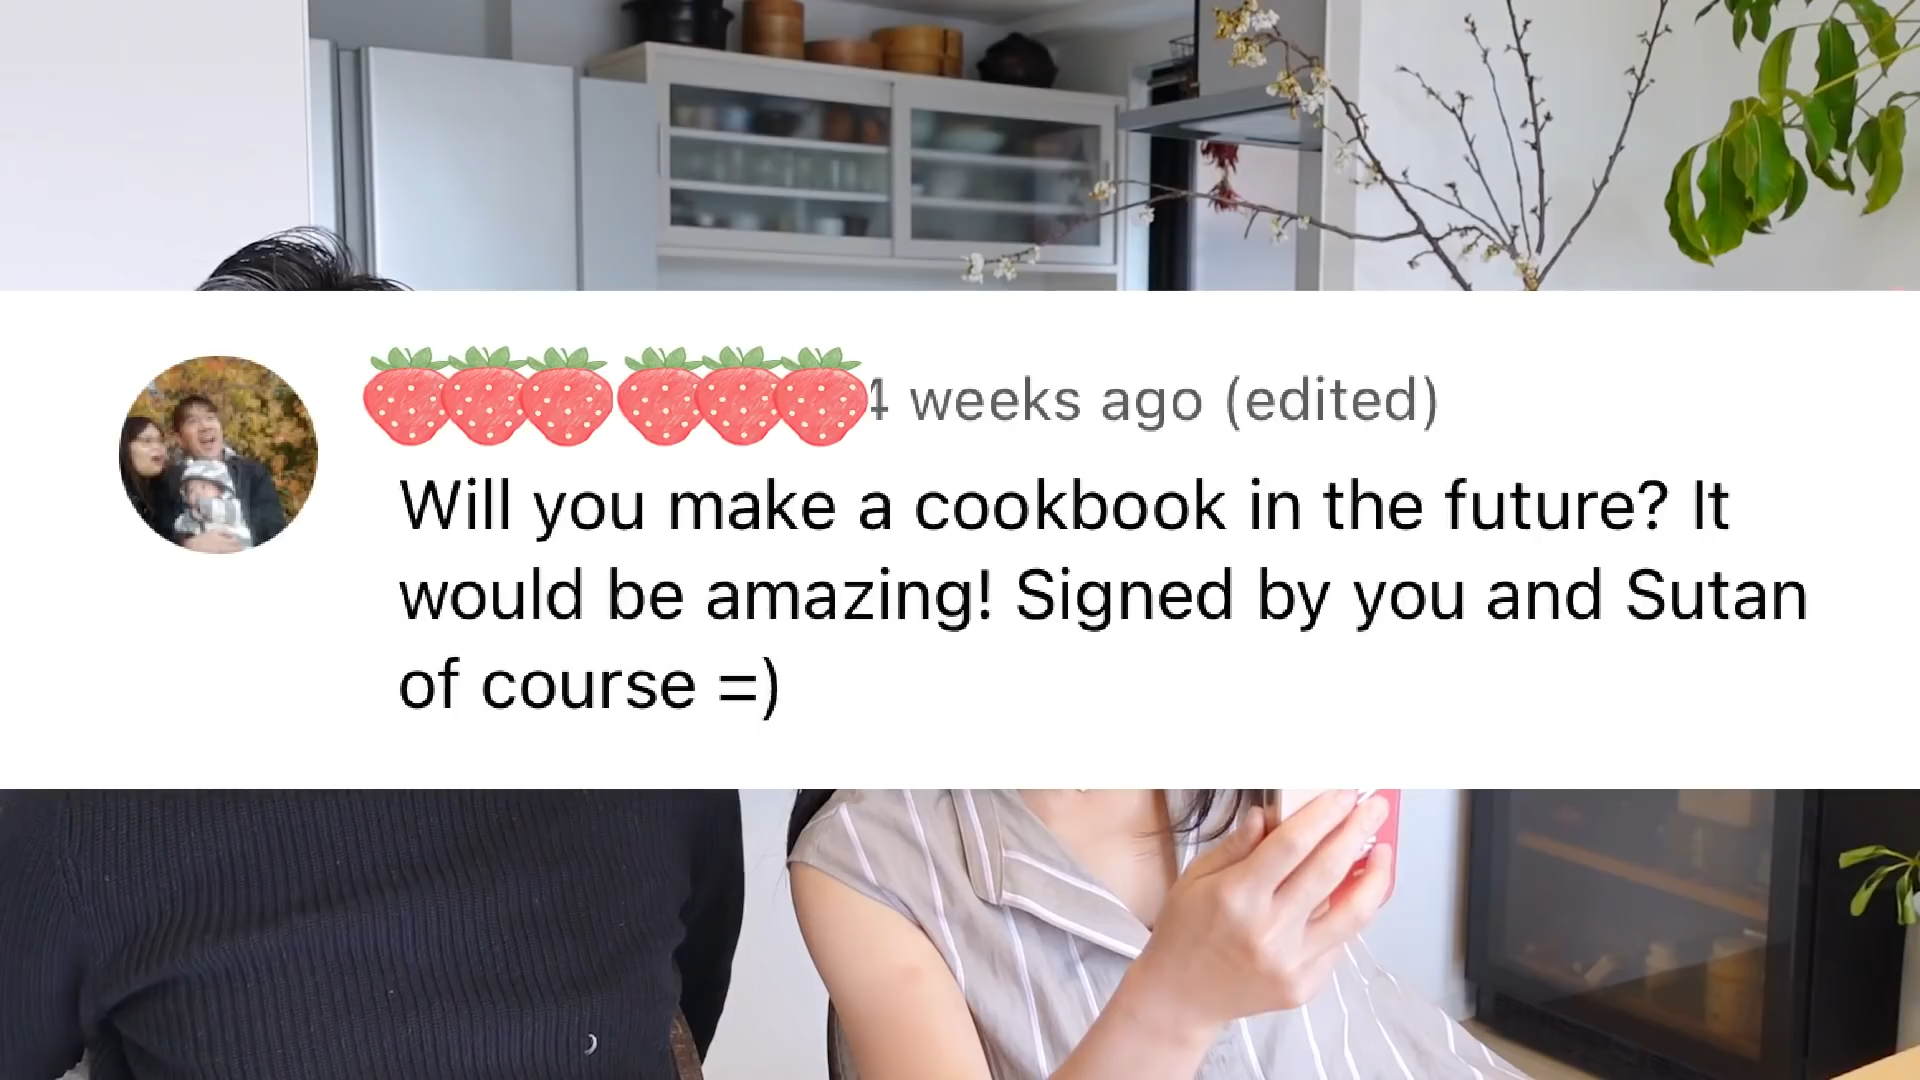 4 weeks ago (edited)
Will you make a cookbook in the future? It
would be amazing! Signed by you and Sutan
of course =)